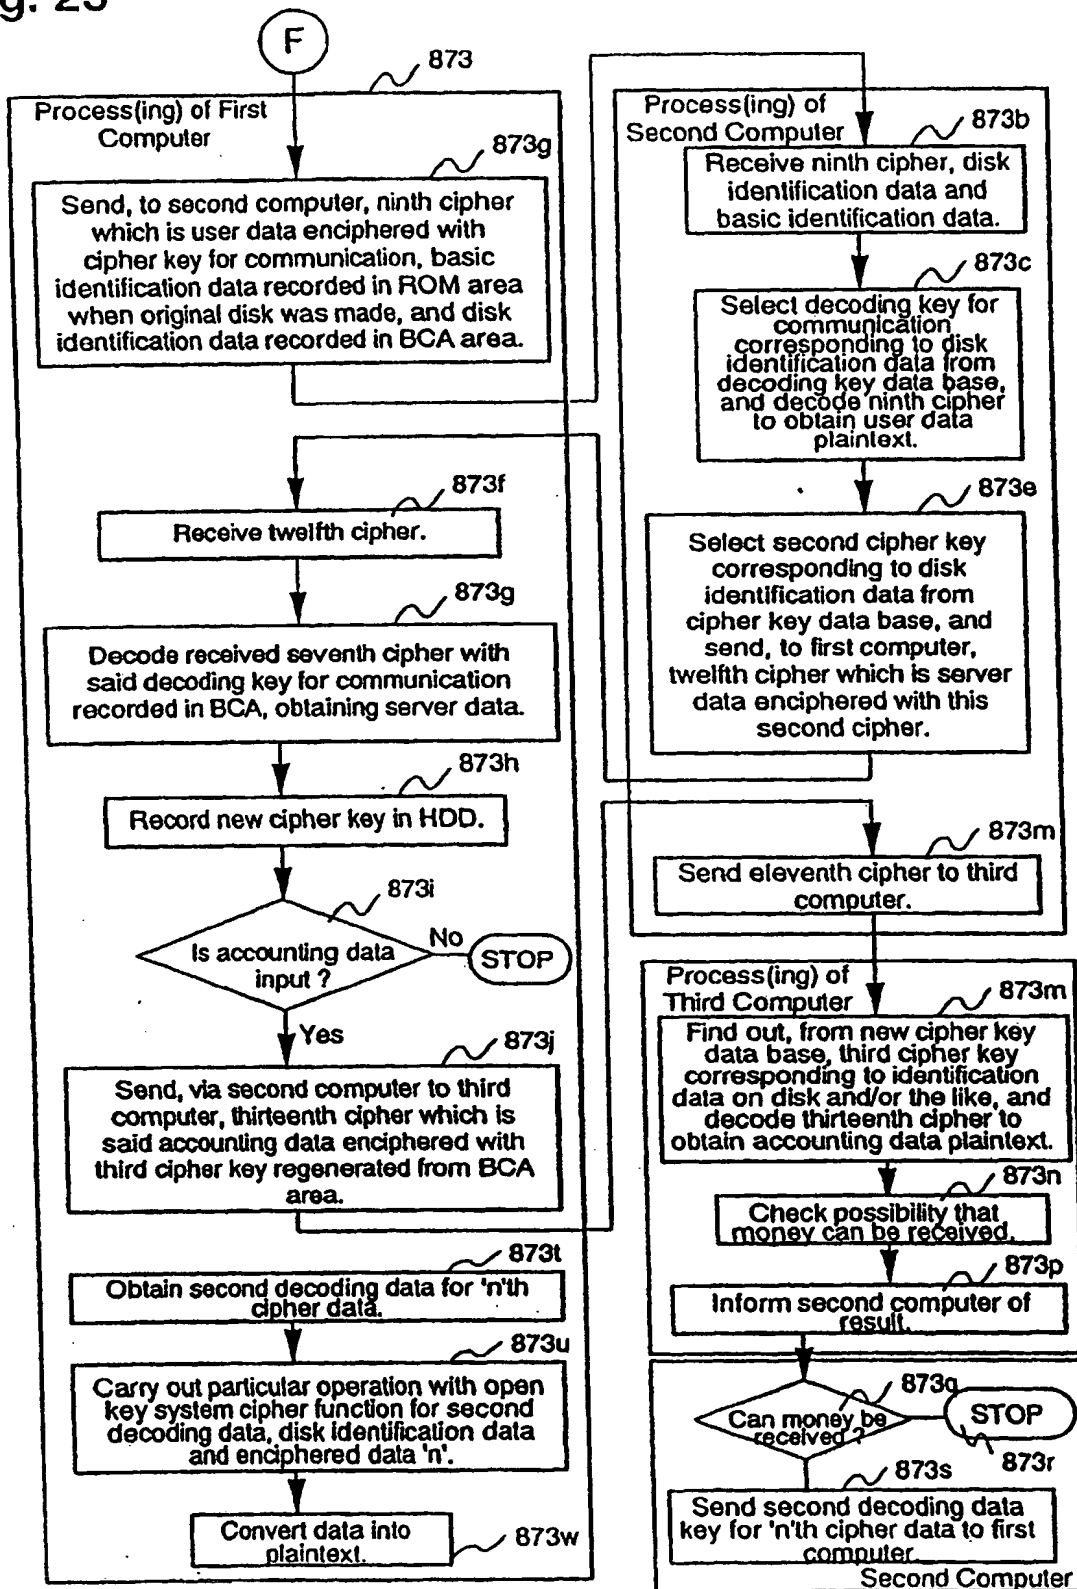 g. 23
F
873
Process(ing) of First
Computer
873g
Send, to second computer, ninth cipher
which is user data enciphered with
cipher key for communication, basic
identification data recorded in ROM area
when original disk was made, and disk
identification data recorded in BCA area.
873f
Receive twelfth cipher.
873g
Decode received seventh cipher with
said decoding key for communication
recorded in BCA, obtaining server data.
873h
Record new cipher key in HDD.
873i
Is accounting data
input ?
No
STOP
Yes
873j
Send, via second computer to third
computer, thirteenth cipher which is
said accounting data enciphered with
third cipher key regenerated from BCA
area.
873t
Obtain second decoding data for 'n'th
cipher data.
873u
Carry out particular operation with open
key system cipher function for second
decoding data, disk identification data
and enciphered data 'n'.
Convert data into
plaintext.
873w
Process(ing) of
Second Computer
873b
Receive ninth cipher, disk
identification data and
basic identification data.
873c
Select decoding key for
communication
corresponding to disk
identification data from
decoding key data base,
and decode ninth cipher
to obtain user data
plaintext.
873e
Select second cipher key
corresponding to disk
identification data from
cipher key data base, and
send, to first computer,
twelfth cipher which is server
data enciphered with this
second cipher.
873m
Send eleventh cipher to third
computer.
Process(ing) of
Third Computer
873m
Find out, from new cipher key
data base, third cipher key
corresponding to identification
data on disk and/or the like, and
decode thirteenth cipher to
obtain accounting data plaintext.
873n
Check possibility that
money can be received.
873p
Inform second computer of
result.
873q
Can money be
received ?
STOP
873r
873s
Send second decoding data
key for 'n'th cipher data to first
computer.
Second Computer